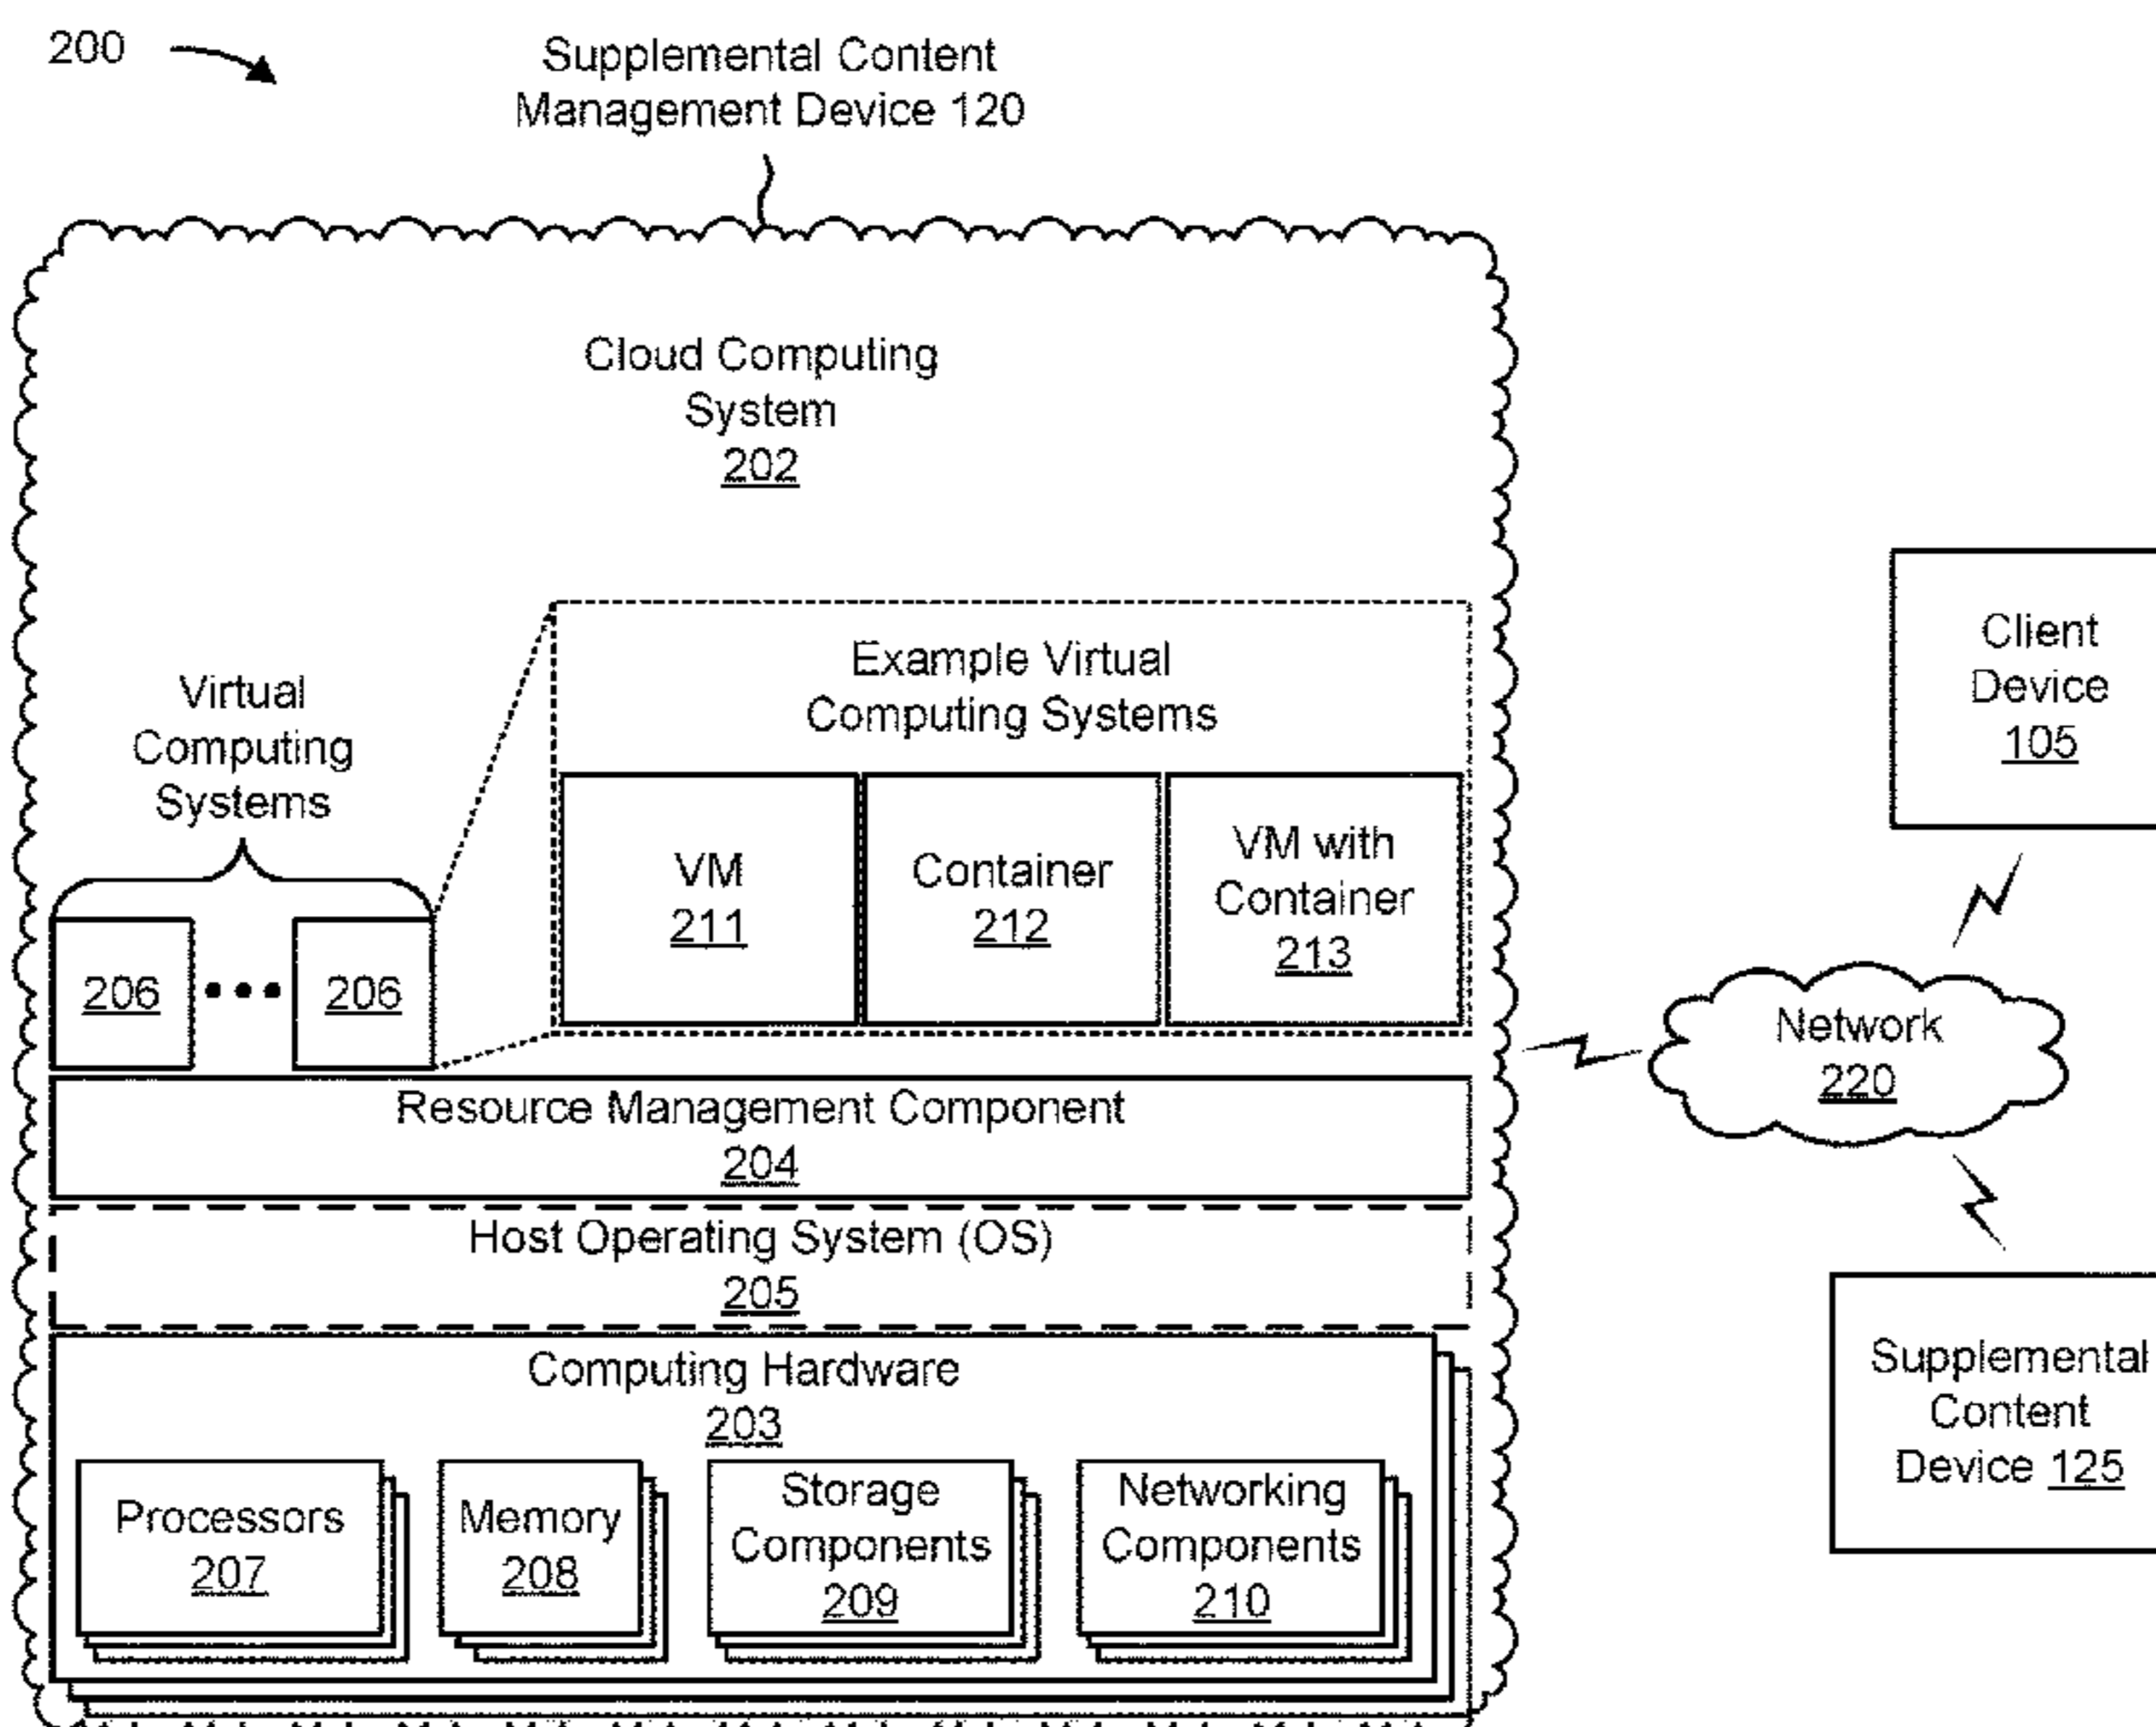 200
Supplemental Content
Management Device 120
Cloud Computing
System
202
Virtual
Computing
Systems
206
206
Example Virtual
Computing Systems
VM
211
Container
212
VM with
Container
213
Resource Management Component
204
Host Operating System (OS)
205
Computing Hardware
203
Processors
207
Memory
208
Storage
Components
209
Networking
Components
210
Client
Device
105
Network
220
Supplemental
Content
Device 125